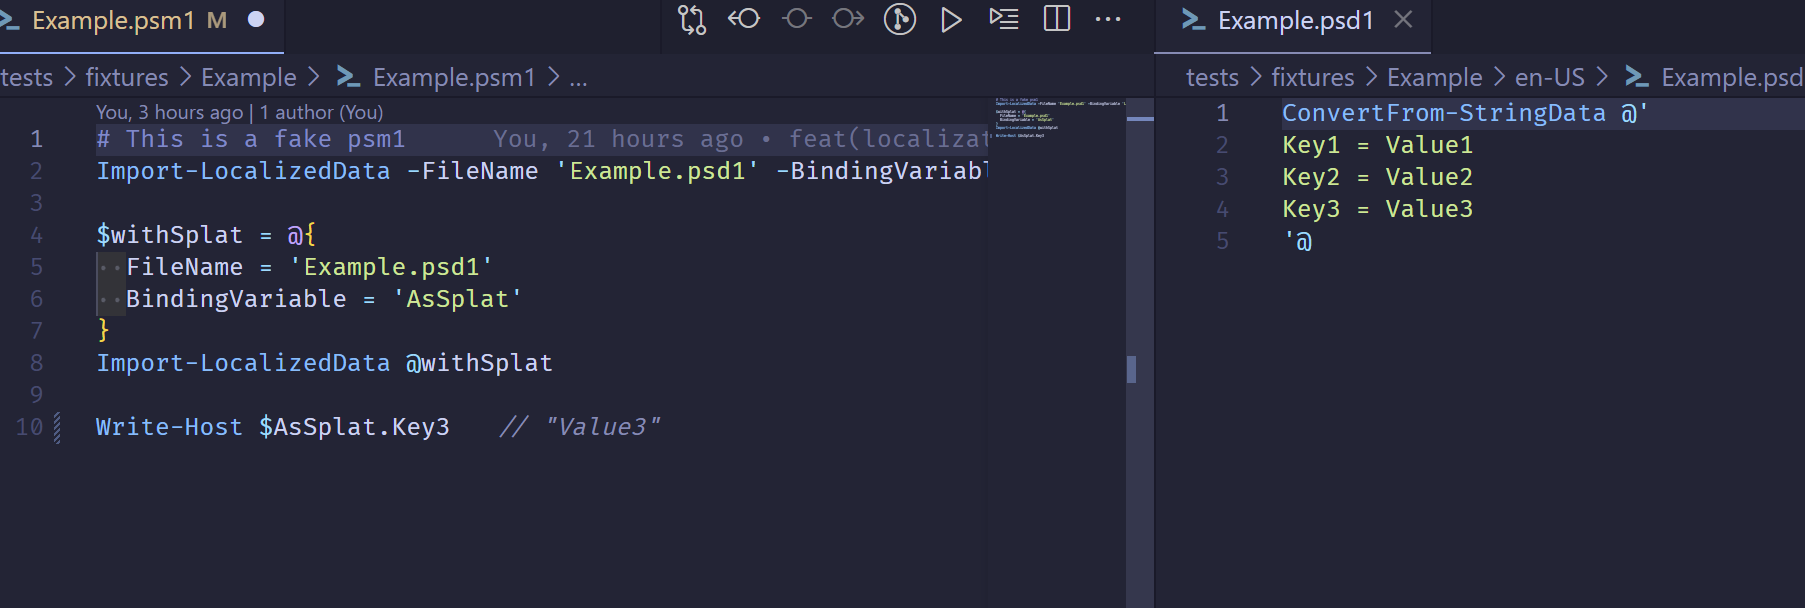 Example.psm1 M
Example.psd1
tests > fixtures > Example > Example.psm1 > ...
tests > fixtures > Example > en-US > Example.psd
You, 3 hours ago | 1 author (You)
1 # This is a fake psm1 You, 21 hours ago • feat(localizat
2 Import-LocalizedData -FileName 'Example.psd1' -BindingVariabl
3
4 $withSplat = @{
5 FileName = 'Example.psd1'
6 BindingVariable = 'AsSplat'
7 }
8 Import-LocalizedData @withSplat
9
10 Write-Host $AsSplat.Key3 // "Value3"
1 ConvertFrom-StringData @'
2 Key1 = Value1
3 Key2 = Value2
4 Key3 = Value3
5 '@